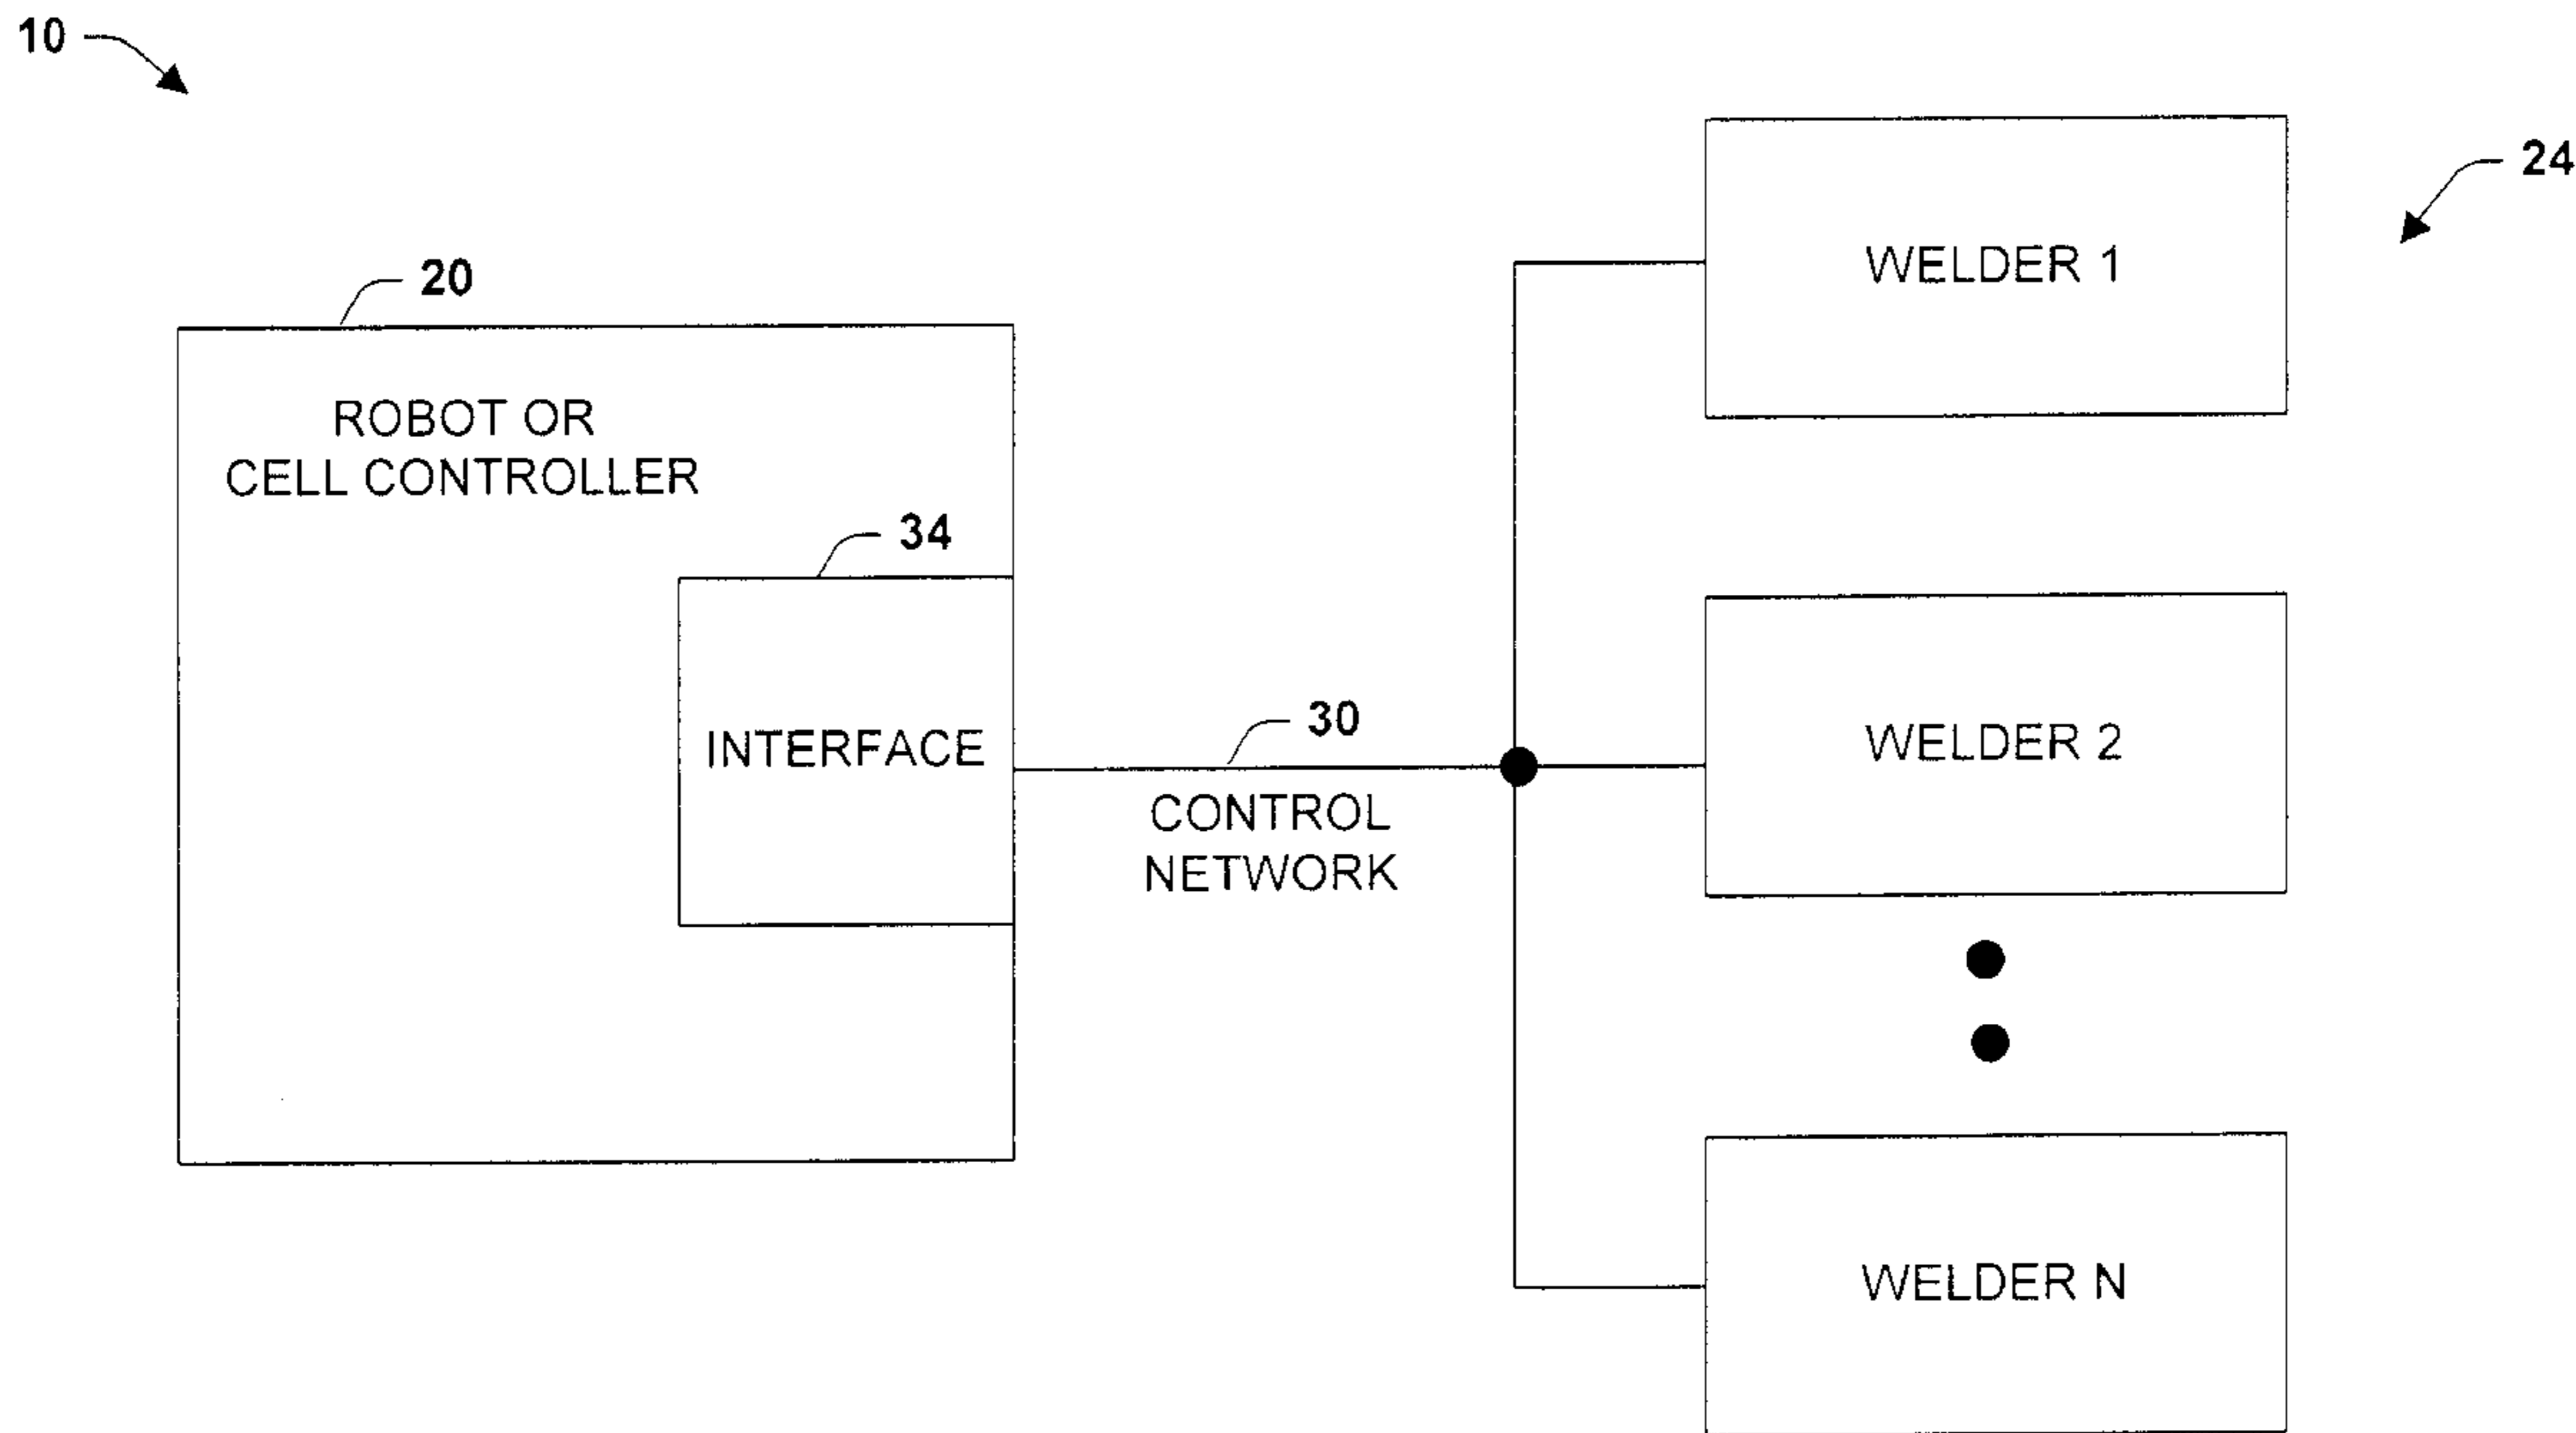 10
24
WELDER 1
20
ROBOT OR
CELL CONTROLLER
34
INTERFACE
30
CONTROL
NETWORK
WELDER 2
WELDER N